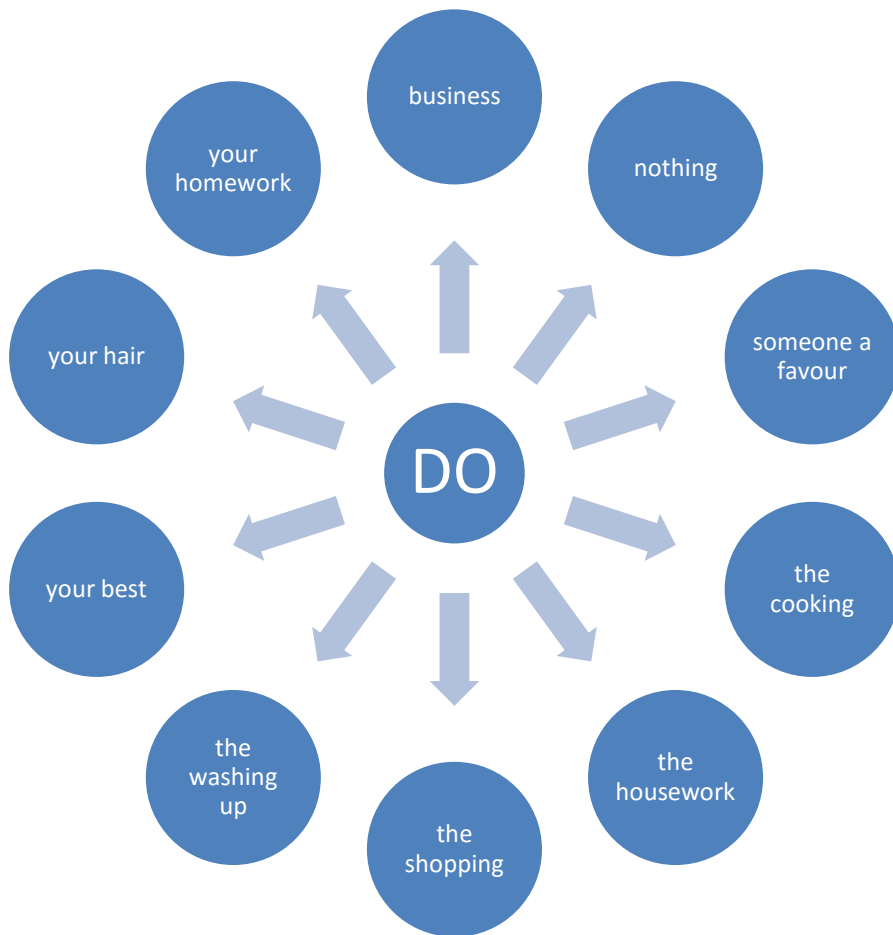 business
nothing
someone a
favour
the
cooking
the
housework
the
shopping
the
washing
up
your best
your hair
your
homework
DO